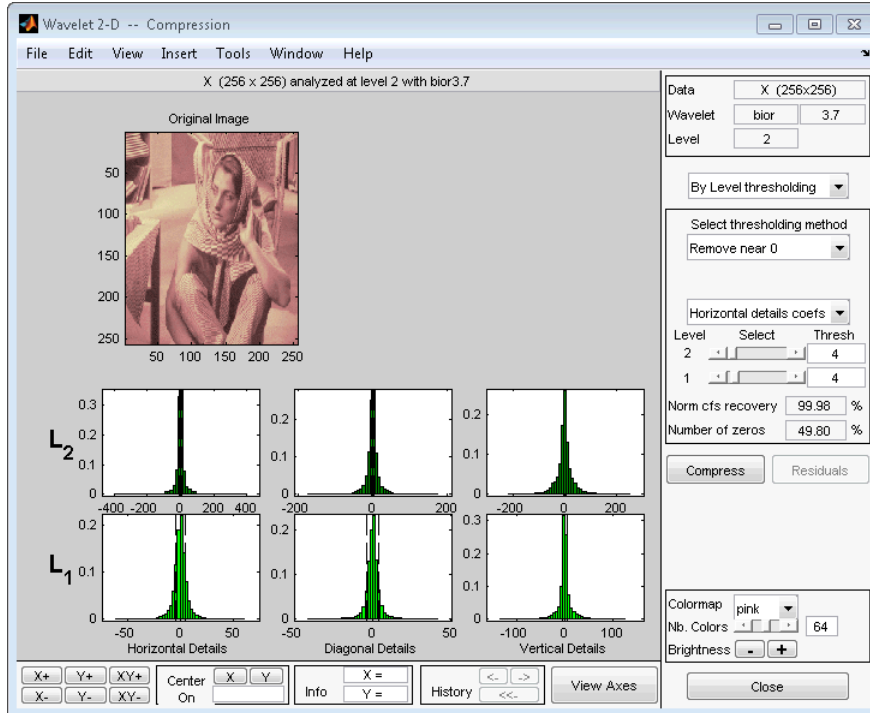 Wavelet 2-D -- Compression
File Edit View Insert Tools Window Help
X (256 x 256) analyzed at level 2 with bior3.7
Original Image
50
100
150
200
250
50 100 150 200 250
L2
0.3
0.2
0.1
0
-400 -200 0 200 400
0.2
0.1
0
-200 0 200
0.2
0.1
0
-200 0 200
L1
0.2
0.1
0
-50 0 50
Horizontal Details
0.2
0.1
0
-50 0 50
Diagonal Details
0.3
0.2
0.1
0
-100 0 100
Vertical Details
Data X (256x256)
Wavelet bior 3.7
Level 2
By Level thresholding
Select thresholding method
Remove near 0
Horizontal details coefs
Level Select Thresh
2 4
1 4
Norm cfs recovery 99.98 %
Number of zeros 49.80 %
Compress Residuals
Colormap pink
Nb. Colors 64
Brightness - +
Close
X+ Y+ XY+
X- Y- XY-
Center On X Y
Info X =
Y =
History <- ->
<<-
View Axes